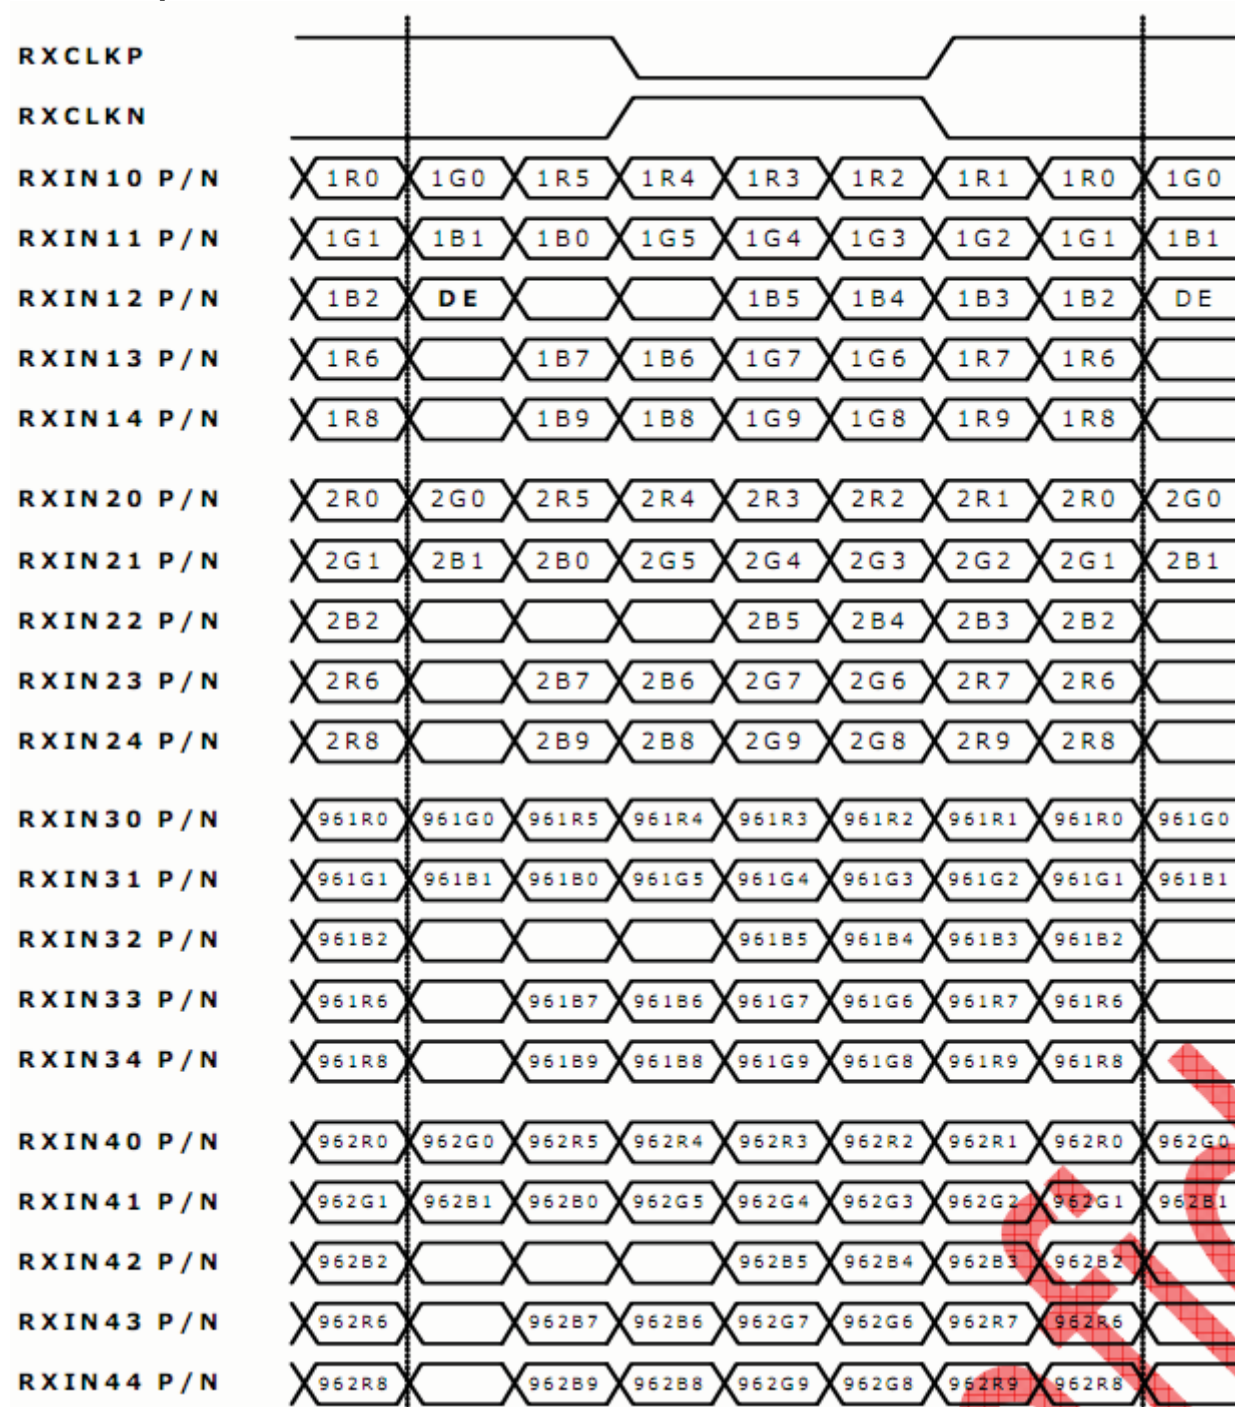 RXCLKP
RXCLKN
RXIN10 P/N 1R0 1G0 1R5 1R4 1R3 1R2 1R1 1R0 1G0
RXIN11 P/N 1G1 1B1 1B0 1G5 1G4 1G3 1G2 1G1 1B1
RXIN12 P/N 1B2 DE 1B5 1B4 1B3 1B2 DE
RXIN13 P/N 1R6 1B7 1B6 1G7 1G6 1R7 1R6
RXIN14 P/N 1R8 1B9 1B8 1G9 1G8 1R9 1R8
RXIN20 P/N 2R0 2G0 2R5 2R4 2R3 2R2 2R1 2R0 2G0
RXIN21 P/N 2G1 2B1 2B0 2G5 2G4 2G3 2G2 2G1 2B1
RXIN22 P/N 2B2 2B5 2B4 2B3 2B2
RXIN23 P/N 2R6 2B7 2B6 2G7 2G6 2R7 2R6
RXIN24 P/N 2R8 2B9 2B8 2G9 2G8 2R9 2R8
RXIN30 P/N 961R0 961G0 961R5 961R4 961R3 961R2 961R1 961R0 961G0
RXIN31 P/N 961G1 961B1 961B0 961G5 961G4 961G3 961G2 961G1 961B1
RXIN32 P/N 961B2 961B5 961B4 961B3 961B2
RXIN33 P/N 961R6 961B7 961B6 961G7 961G6 961R7 961R6
RXIN34 P/N 961R8 961B9 961B8 961G9 961G8 961R9 961R8
RXIN40 P/N 962R0 962G0 962R5 962R4 962R3 962R2 962R1 962R0 962G0
RXIN41 P/N 962G1 962B1 962B0 962G5 962G4 962G3 962G2 962G1 962B1
RXIN42 P/N 962B2 962B5 962B4 962B3 962B2
RXIN43 P/N 962R6 962B7 962B6 962G7 962G6 962R7 962R6
RXIN44 P/N 962R8 962B9 962B8 962G9 962G8 962R9 962R8